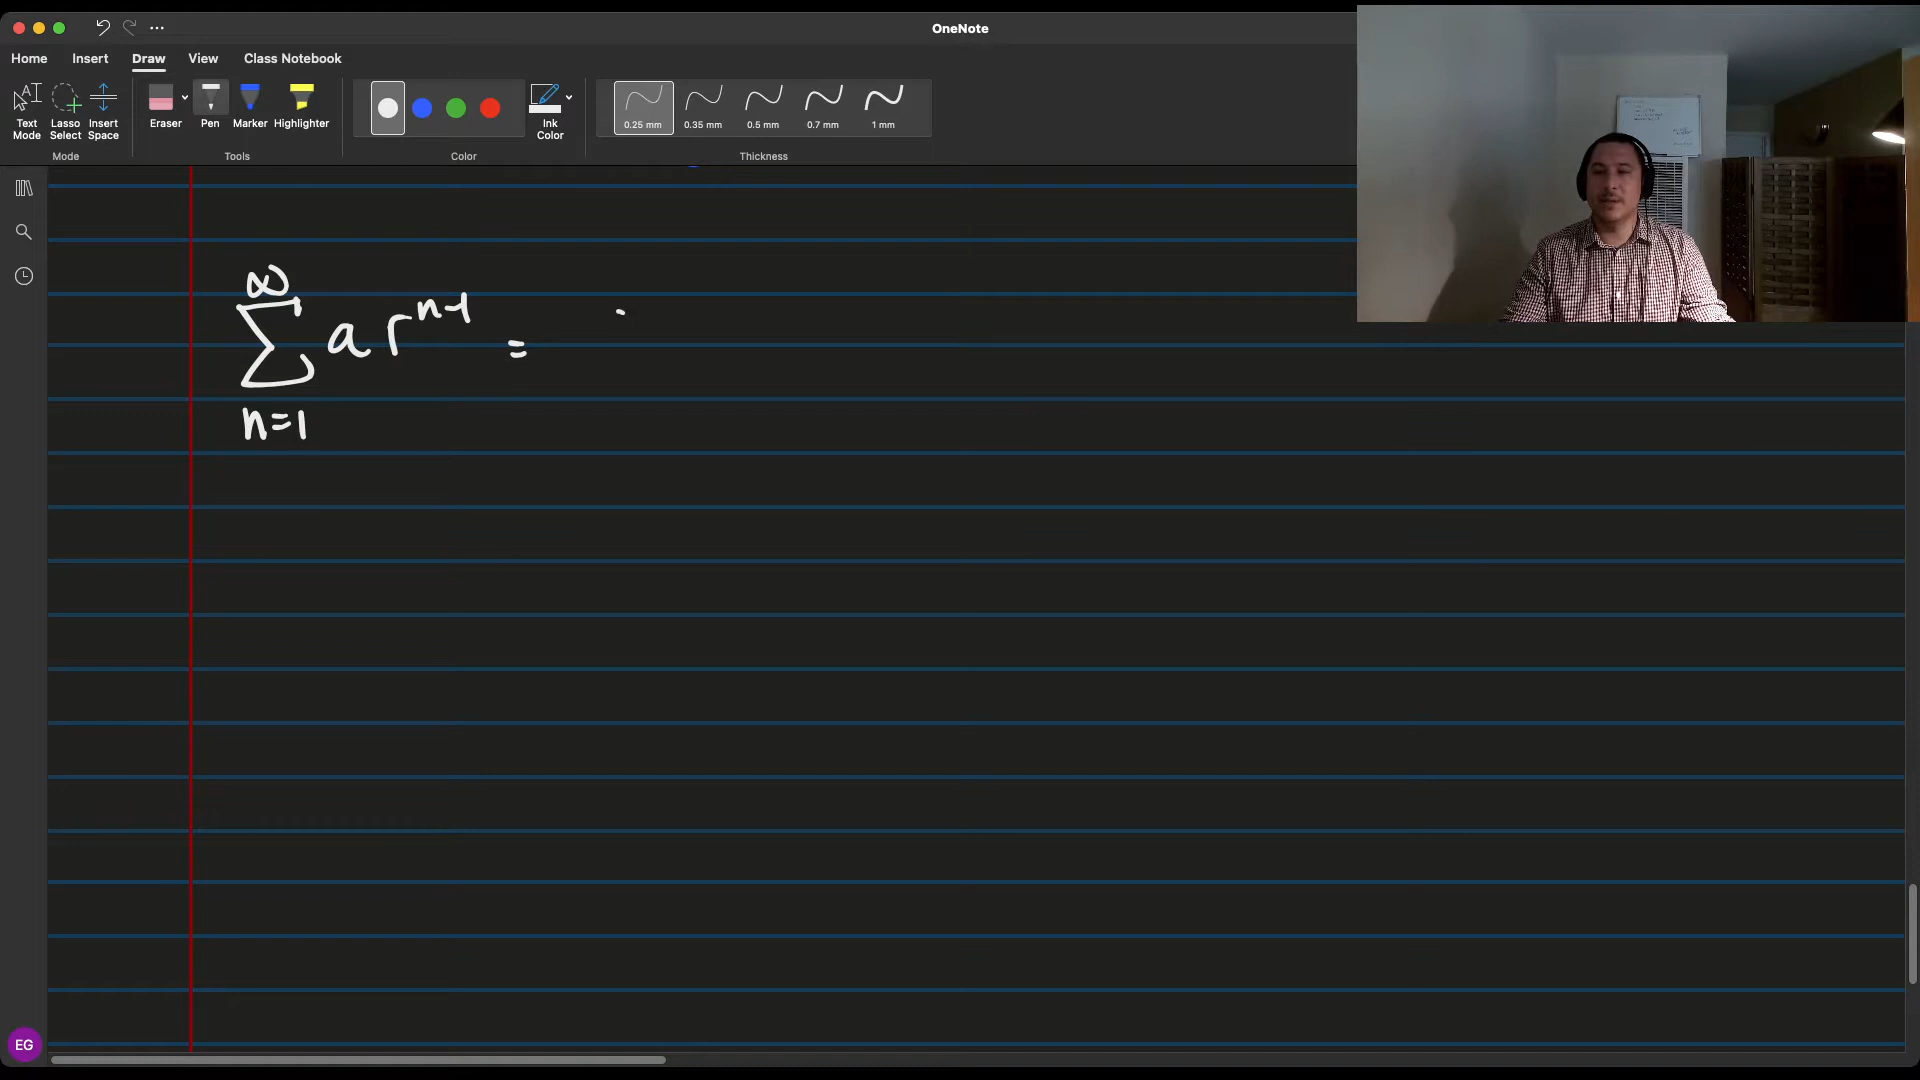 OneNote
Home Insert Draw View Class Notebook
Text Mode Lasso Select Insert Space Eraser Pen Marker Highlighter Ink Color 0.25 mm 0.35 mm 0.5 mm 0.7 mm 1 mm
Mode Tools Color Thickness
∞
∑ a r^{n-1} =
n=1
EG